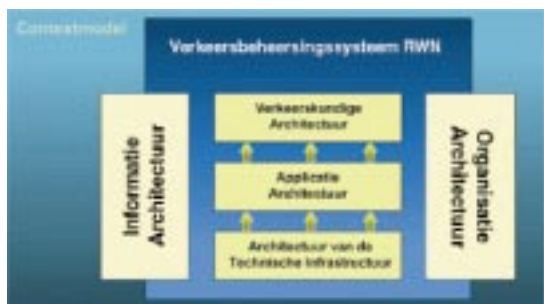 Contextmodel
Verkeersbeheersingssysteem RWN
Verkeerskundige
Architectuur
Informatie
Architectuur
Applicatie
Architectuur
Organisatie
Architectuur
Architectuur van de
Technische Infrastructuur